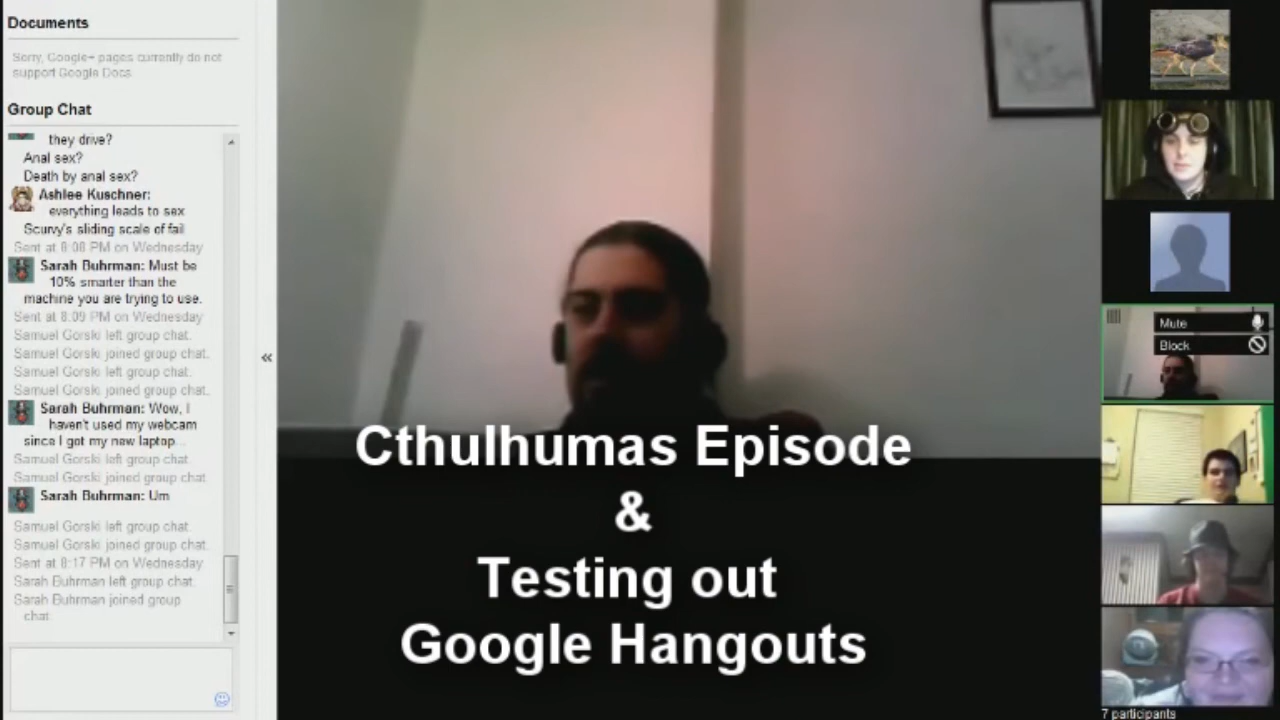 Documents
Sorry, Google+ pages currently do not
support Google Docs.
Group Chat
they drive?
Anal sex?
Death by anal sex?
Ashlee Kuschner:
everything leads to sex
Scurvy's sliding scale of fail
Sent at 8:08 PM on Wednesday
Sarah Buhrman: Must be
10% smarter than the
machine you are trying to use.
Sent at 8:09 PM on Wednesday
Samuel Gorski left group chat.
Samuel Gorski joined group chat.
Samuel Gorski left group chat.
Samuel Gorski joined group chat.
Sarah Buhrman: Wow, I
haven't used my webcam
since I got my new laptop...
Samuel Gorski left group chat.
Samuel Gorski joined group chat.
Sarah Buhrman: Um
Samuel Gorski left group chat.
Samuel Gorski joined group chat.
Sent at 8:17 PM on Wednesday
Sarah Buhrman left group chat.
Sarah Buhrman joined group
chat.
Cthulhumas Episode
&
Testing out
Google Hangouts
Mute
Block
7 participants